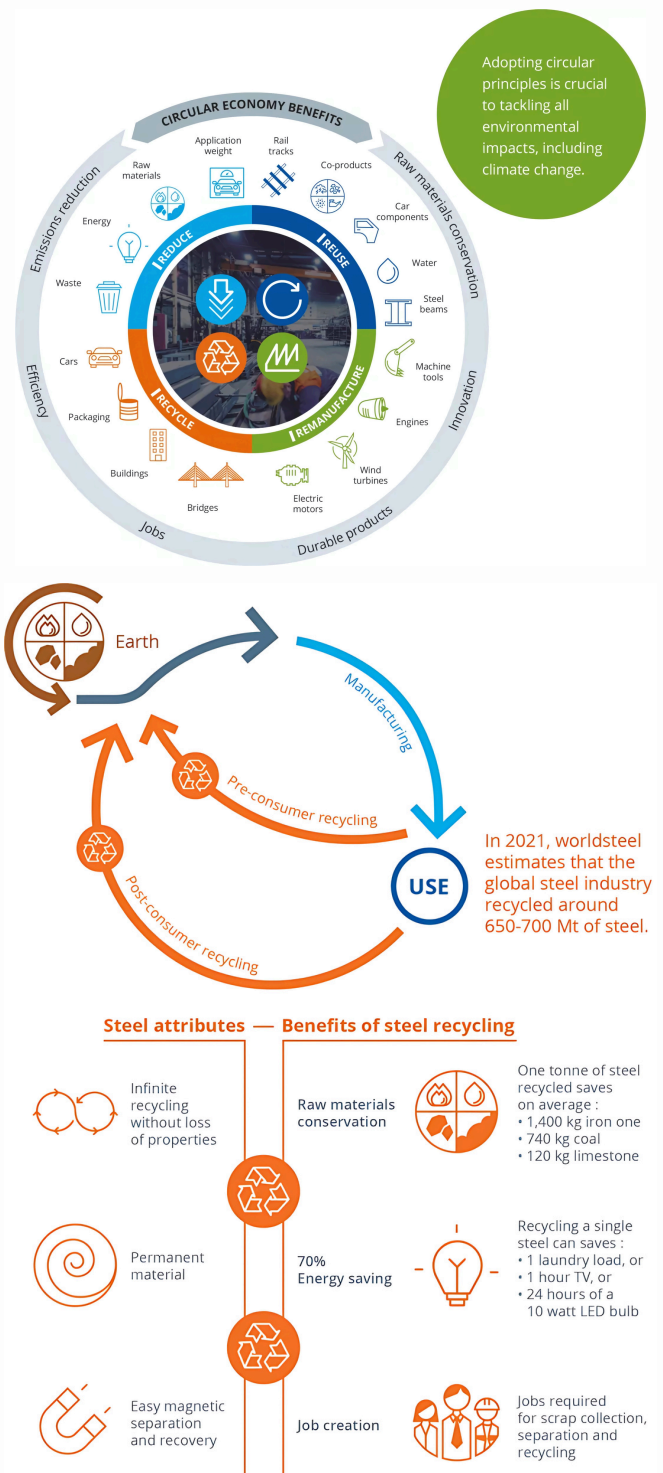 Adopting circular
principles is crucial
to tackling all
environmental
impacts, including
climate change.
CIRCULAR ECONOMY BENEFITS
Emissions reduction
Raw materials conservation
Efficiency
Innovation
Jobs
Durable products
REDUCE
REUSE
RECYCLE
REMANUFACTURE
Application
weight
Raw
materials
Energy
Waste
Rail
tracks
Co-products
Car
components
Water
Steel
beams
Machine
tools
Engines
Wind
turbines
Electric
motors
Cars
Packaging
Buildings
Bridges
Earth
Manufacturing
Pre-consumer recycling
USE
Post-consumer recycling
In 2021, worldsteel
estimates that the
global steel industry
recycled around
650-700 Mt of steel.
Steel attributes — Benefits of steel recycling
Infinite
recycling
without loss
of properties
Raw materials
conservation
One tonne of steel
recycled saves
on average :
• 1,400 kg iron one
• 740 kg coal
• 120 kg limestone
Permanent
material
70%
Energy saving
Recycling a single
steel can saves :
• 1 laundry load, or
• 1 hour TV, or
• 24 hours of a
10 watt LED bulb
Easy magnetic
separation
and recovery
Job creation
Jobs required
for scrap collection,
separation and
recycling